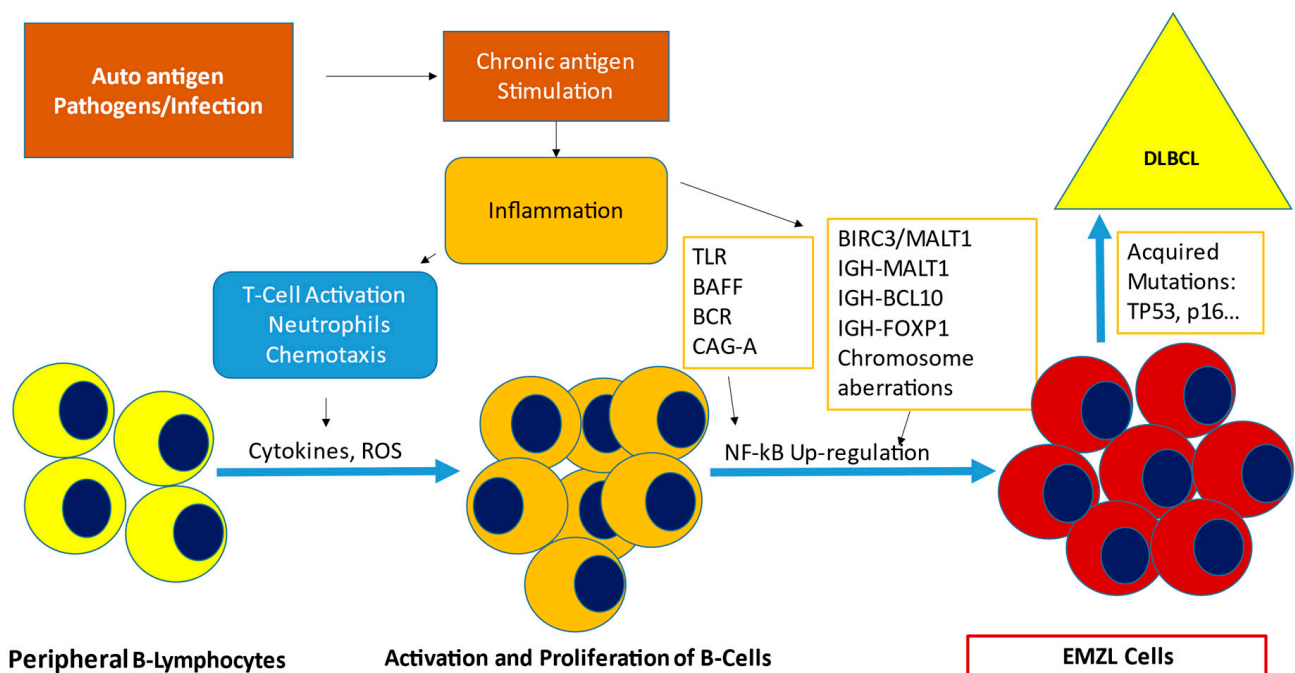 Auto antigen
Pathogens/Infection
Chronic antigen
Stimulation
Inflammation
DLBCL
TLR
BAFF
BCR
CAG-A
BIRC3/MALT1
IGH-MALT1
IGH-BCL10
IGH-FOXP1
Chromosome
aberrations
Acquired
Mutations:
TP53, p16...
T-Cell Activation
Neutrophils
Chemotaxis
Cytokines, ROS
NF-kB Up-regulation
Peripheral B-Lymphocytes
Activation and Proliferation of B-Cells
EMZL Cells